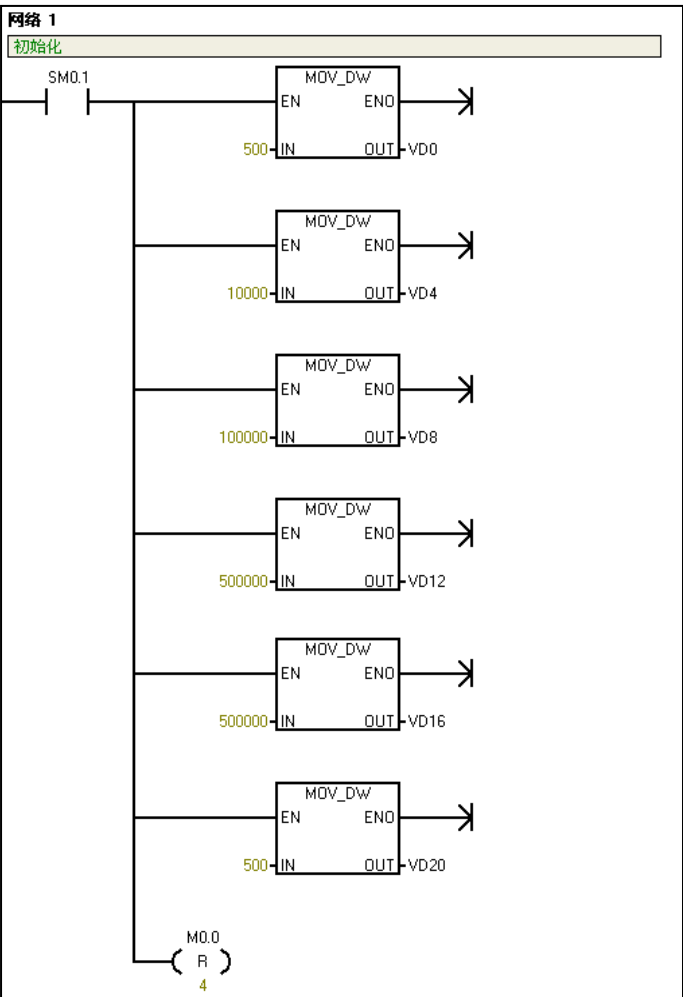 网络 1
初始化
SM0.1
MOV_DW
EN ENO
500 IN OUT VD0
MOV_DW
EN ENO
10000 IN OUT VD4
MOV_DW
EN ENO
100000 IN OUT VD8
MOV_DW
EN ENO
500000 IN OUT VD12
MOV_DW
EN ENO
500000 IN OUT VD16
MOV_DW
EN ENO
500 IN OUT VD20
M0.0
R
4